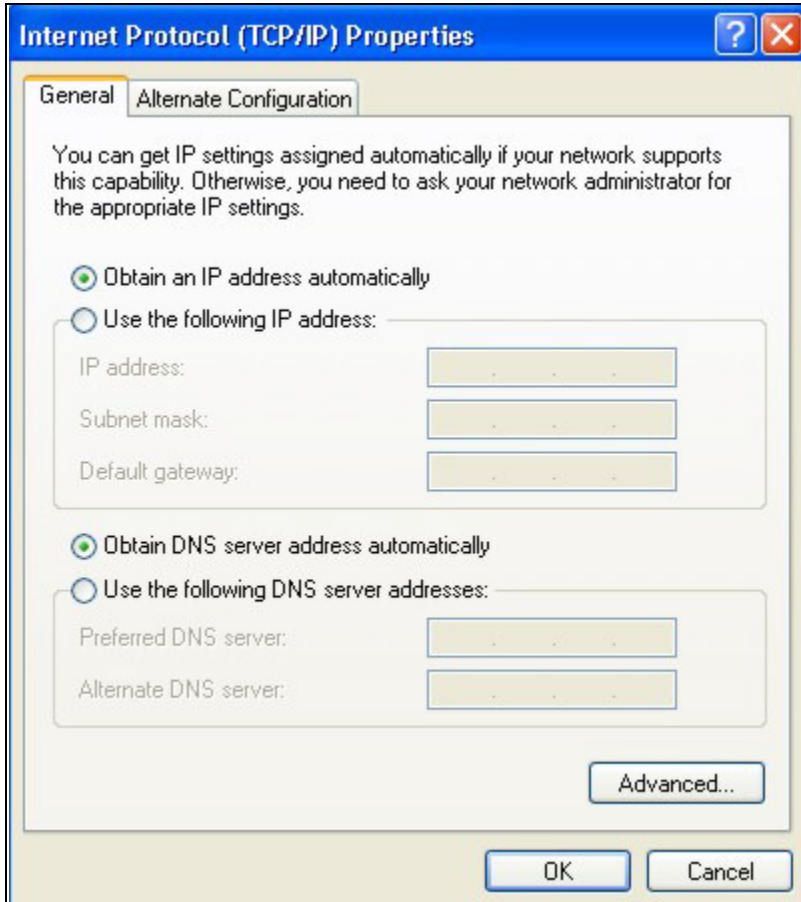 Internet Protocol (TCP/IP) Properties
General
Alternate Configuration
You can get IP settings assigned automatically if your network supports
this capability. Otherwise, you need to ask your network administrator for
the appropriate IP settings.
Obtain an IP address automatically
Use the following IP address:
IP address:
Subnet mask:
Default gateway:
Obtain DNS server address automatically
Use the following DNS server addresses:
Preferred DNS server:
Alternate DNS server:
Advanced...
OK
Cancel